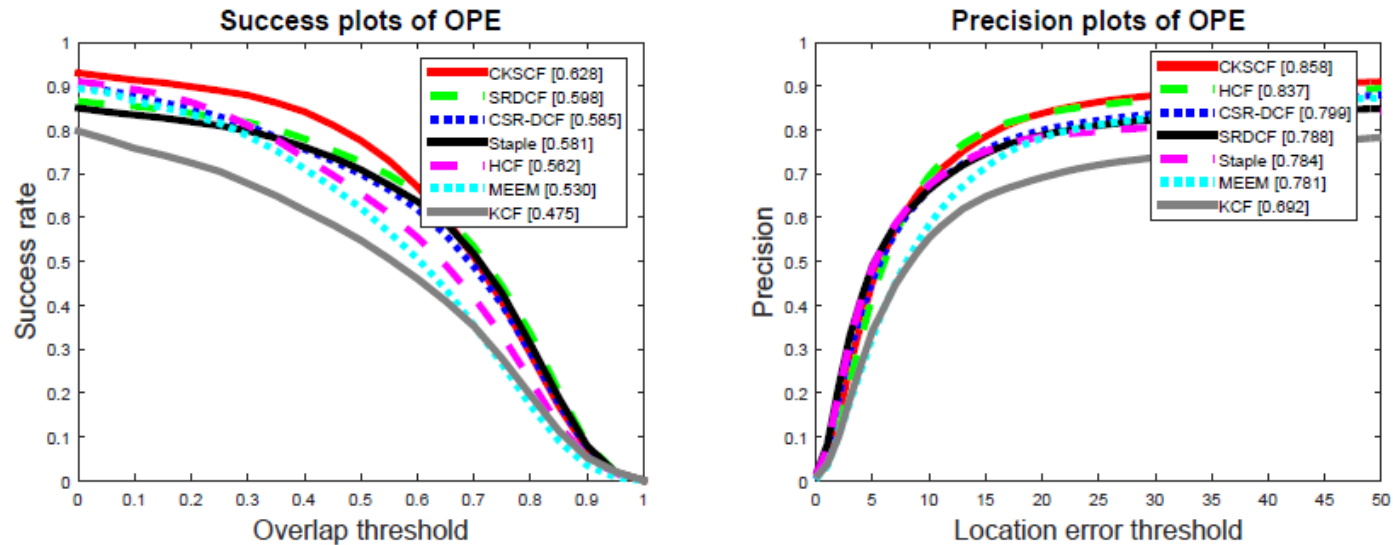 Success plots of OPE
Success rate
1
0.9
0.8
0.7
0.6
0.5
0.4
0.3
0.2
0.1
0
CKSCF [0.628]
SRDCF [0.598]
CSR-DCF [0.585]
Staple [0.581]
HCF [0.562]
MEEM [0.530]
KCF [0.475]
0 0.1 0.2 0.3 0.4 0.5 0.6 0.7 0.8 0.9 1
Overlap threshold
Precision plots of OPE
Precision
1
0.9
0.8
0.7
0.6
0.5
0.4
0.3
0.2
0.1
0
CKSCF [0.858]
HCF [0.837]
CSR-DCF [0.799]
SRDCF [0.788]
Staple [0.784]
MEEM [0.781]
KCF [0.692]
0 5 10 15 20 25 30 35 40 45 50
Location error threshold